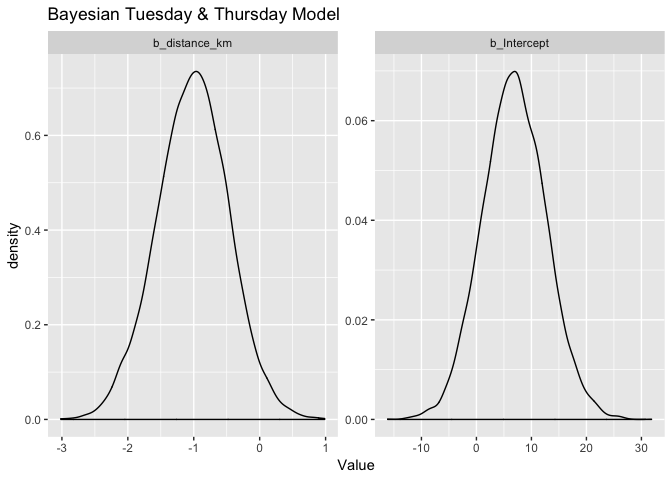 Bayesian Tuesday & Thursday Model
b_distance_km
b_Intercept
density
0.6
0.4
0.2
0.0
0.06
0.04
0.02
0.00
-3 -2 -1 0 1
-10 0 10 20 30
Value